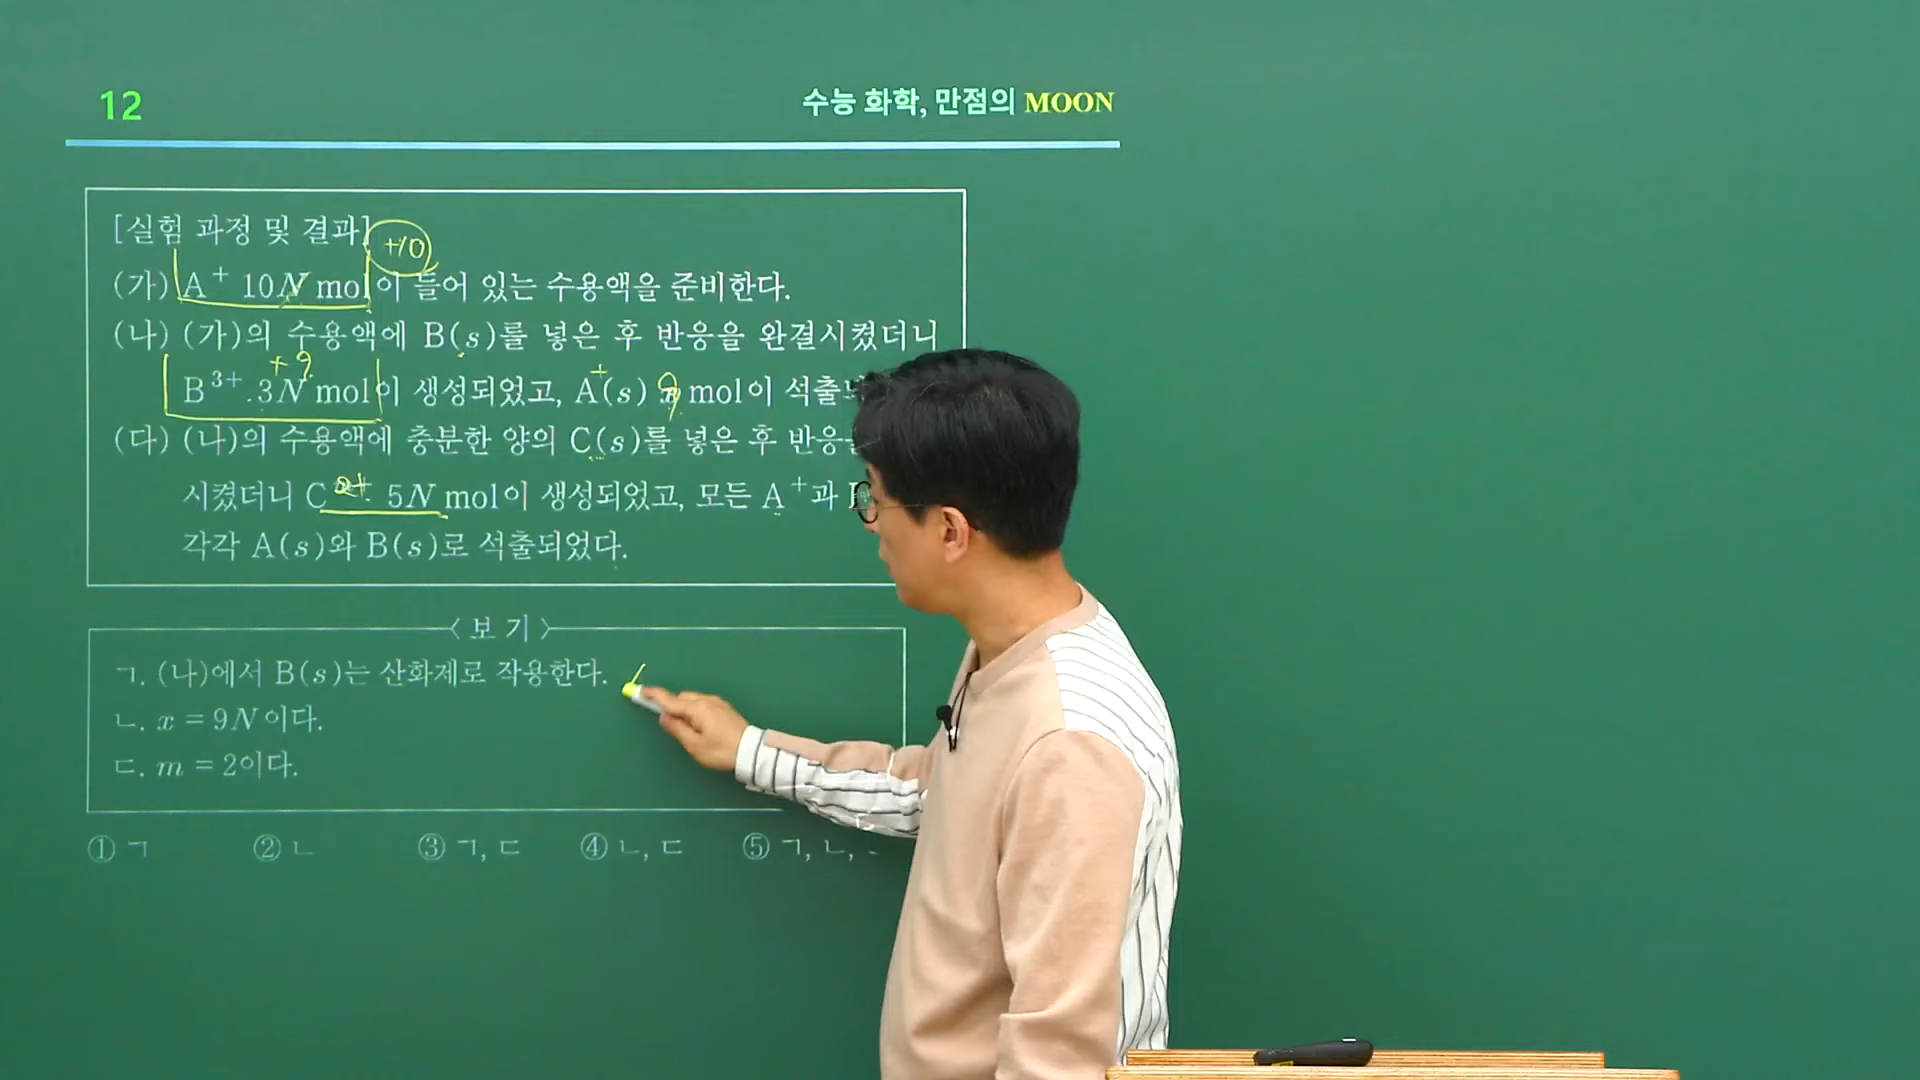 12
수능 화학, 만점의 MOON
[실험 과정 및 결과]
+10
(가) A+ 10N mol이 들어 있는 수용액을 준비한다.
(나) (가)의 수용액에 B(s)를 넣은 후 반응을 완결시켰더니
+9
B3+ 3N mol이 생성되었고, A+(s) 9 mol이 석출
(다) (나)의 수용액에 충분한 양의 C(s)를 넣은 후 반응
시켰더니 C2+ 5N mol이 생성되었고, 모든 A+과
각각 A(s)와 B(s)로 석출되었다.
〈보기〉
ㄱ. (나)에서 B(s)는 산화제로 작용한다.
ㄴ. x = 9N이다.
ㄷ. m = 2이다.
① ㄱ ② ㄴ ③ ㄱ, ㄷ ④ ㄴ, ㄷ ⑤ ㄱ, ㄴ,